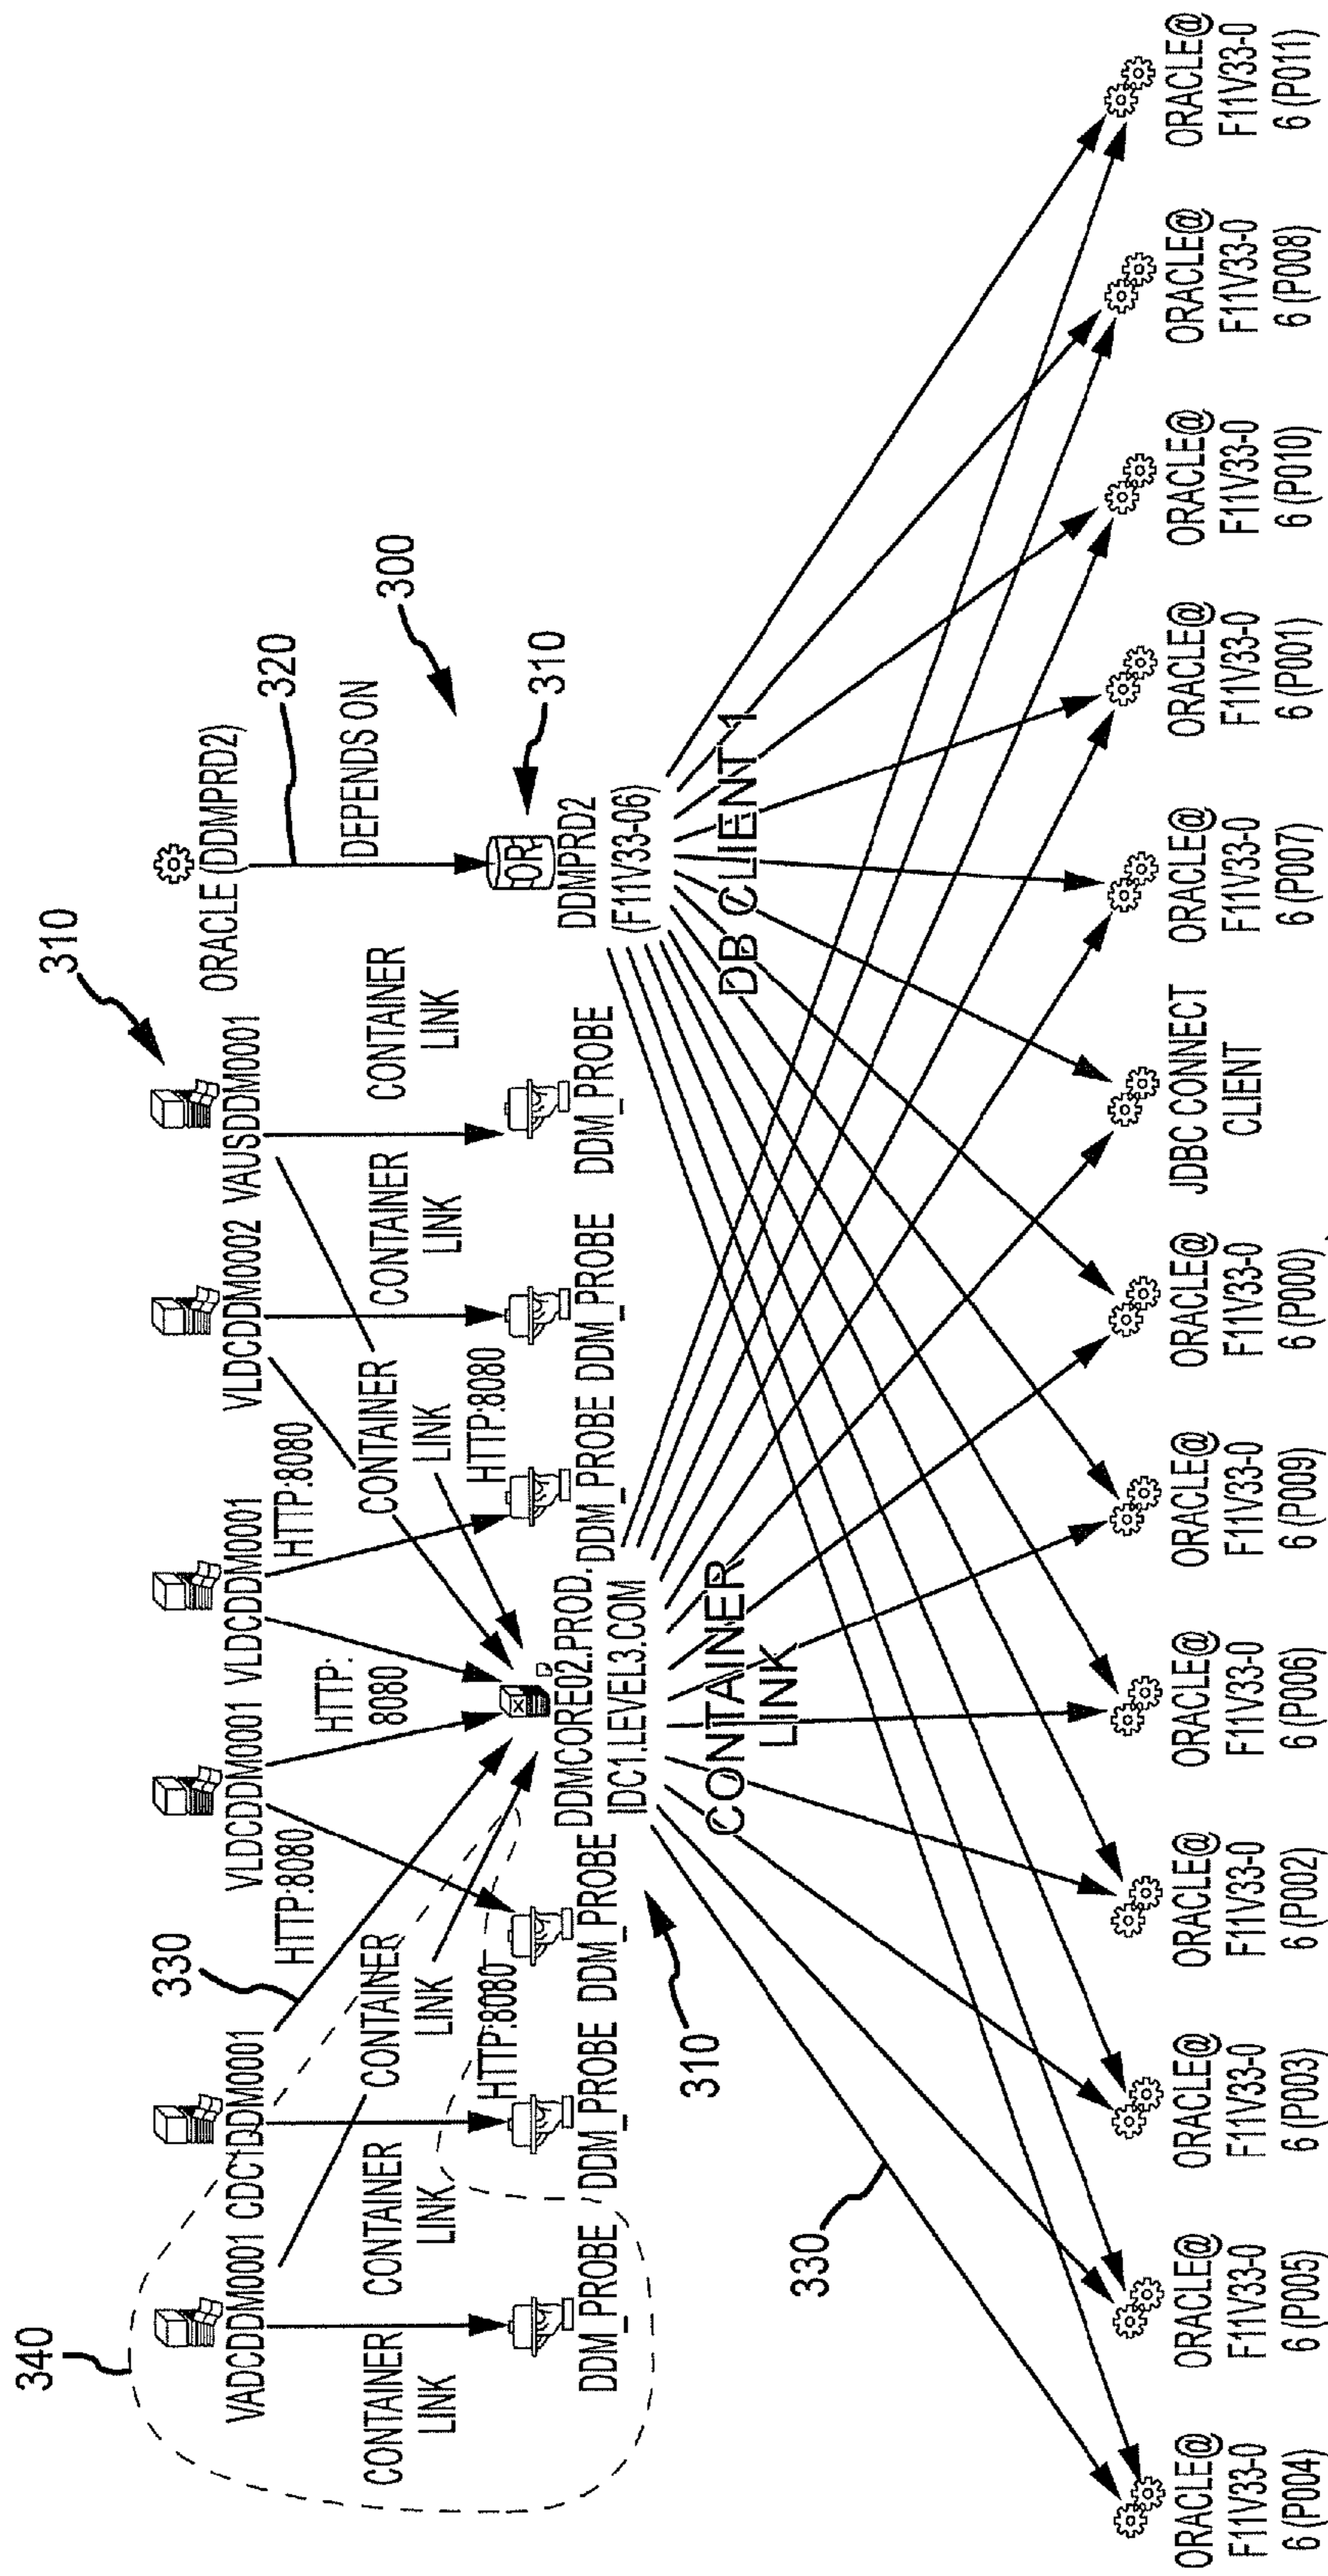 340
310
VADCDDM0001 CDC1DDM0001
VLDCDDM0001 VLDCDDM0001
VLDCDDM0002 VAUSDDM0001
ORACLE (DDMPRD2)
330
HTTP:8080
HTTP:8080
320
HTTP:
8080
CONTAINER
LINK
CONTAINER
LINK
CONTAINER
LINK
CONTAINER
LINK
CONTAINER
LINK
CONTAINER
LINK
DEPENDS ON
300
HTTP:8080
HTTP:8080
OR
310
DDM_PROBE
DDM_PROBE
DDM_PROBE
DDMCORE02.PROD.
IDC1.LEVEL3.COM
DDM_PROBE
DDM_PROBE
DDM_PROBE
DDMPRD2
(F11V33-06)
310
CONTAINER
LINK
DB CLIENT 1
330
ORACLE@
F11V33-0
6 (P004)
ORACLE@
F11V33-0
6 (P005)
ORACLE@
F11V33-0
6 (P003)
ORACLE@
F11V33-0
6 (P002)
ORACLE@
F11V33-0
6 (P006)
ORACLE@
F11V33-0
6 (P009)
ORACLE@
F11V33-0
6 (P000)
JDBC CONNECT
CLIENT
ORACLE@
F11V33-0
6 (P007)
ORACLE@
F11V33-0
6 (P001)
ORACLE@
F11V33-0
6 (P010)
ORACLE@
F11V33-0
6 (P008)
ORACLE@
F11V33-0
6 (P011)